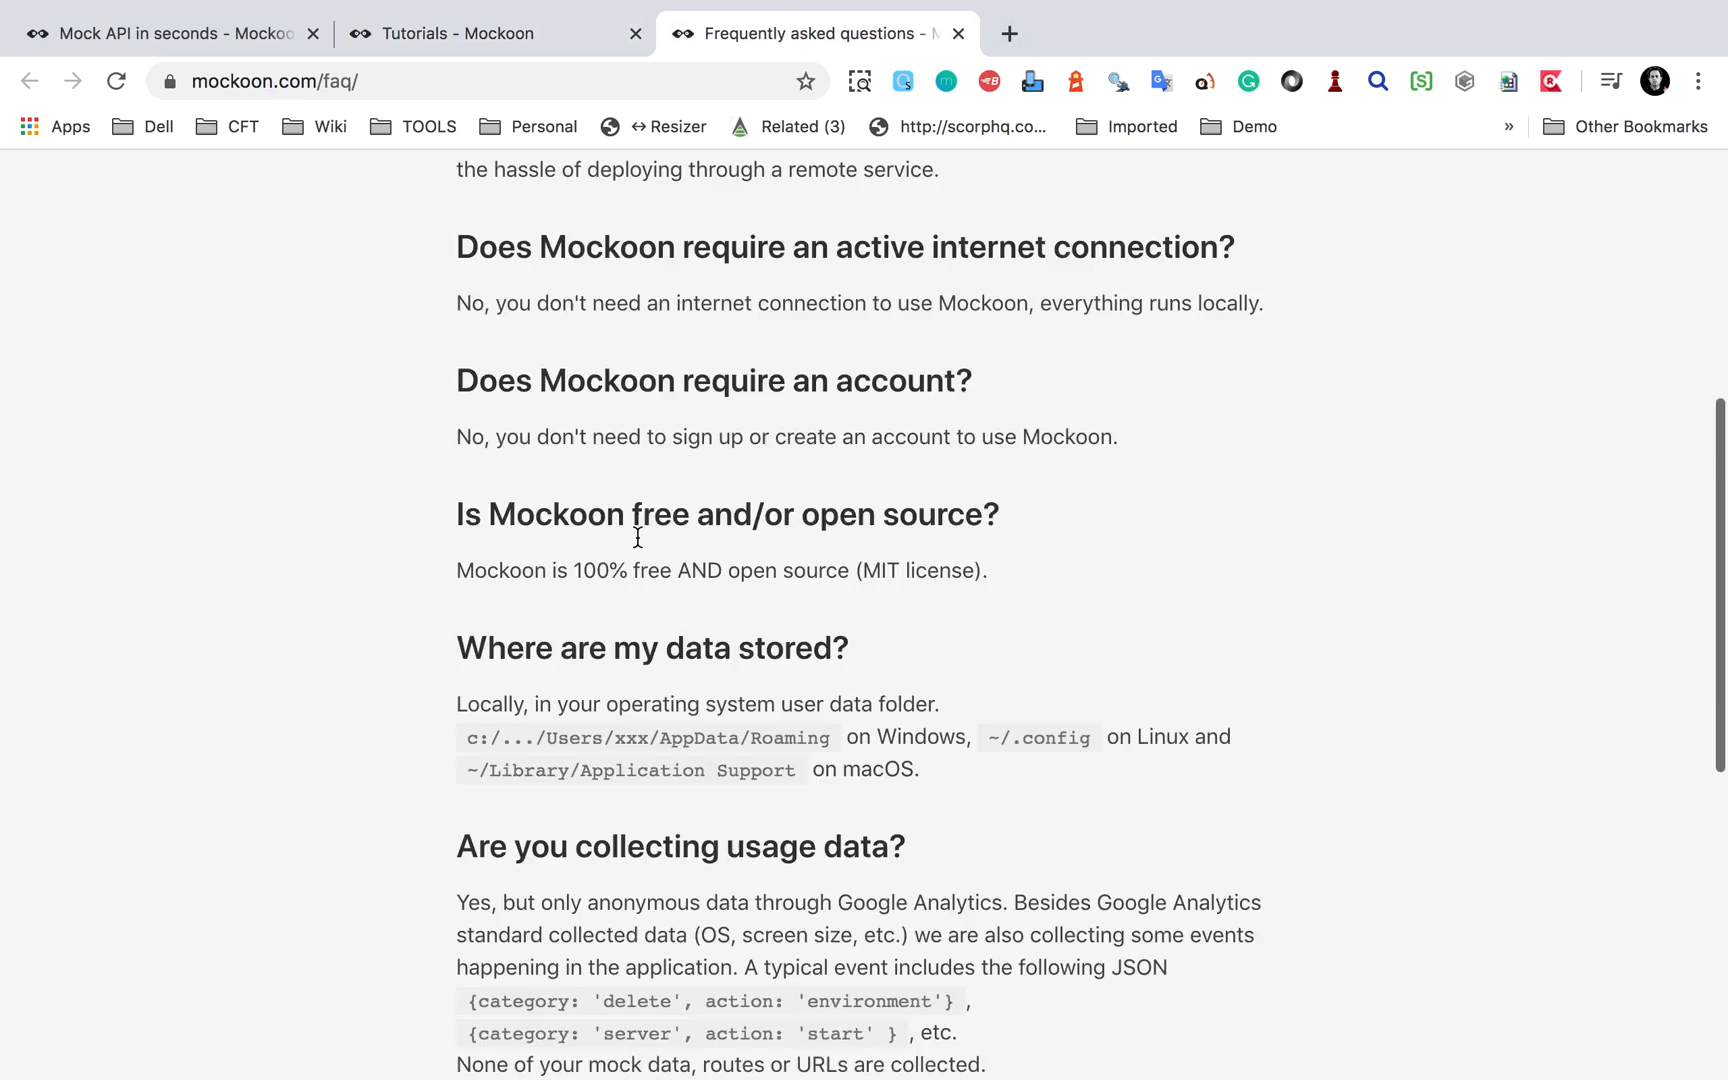 Mock API in seconds - Mockoo
Tutorials - Mockoon
Frequently asked questions - M
mockoon.com/faq/
Apps
Dell
CFT
Wiki
TOOLS
Personal
↔Resizer
Related (3)
http://scorphq.co...
Imported
Demo
»
Other Bookmarks
the hassle of deploying through a remote service.
Does Mockoon require an active internet connection?
No, you don't need an internet connection to use Mockoon, everything runs locally.
Does Mockoon require an account?
No, you don't need to sign up or create an account to use Mockoon.
Is Mockoon free and/or open source?
Mockoon is 100% free AND open source (MIT license).
Where are my data stored?
Locally, in your operating system user data folder.
c:/.../Users/xxx/AppData/Roaming on Windows, ~/.config on Linux and
~/Library/Application Support on macOS.
Are you collecting usage data?
Yes, but only anonymous data through Google Analytics. Besides Google Analytics
standard collected data (OS, screen size, etc.) we are also collecting some events
happening in the application. A typical event includes the following JSON
{category: 'delete', action: 'environment'} ,
{category: 'server', action: 'start' } , etc.
None of your mock data, routes or URLs are collected.